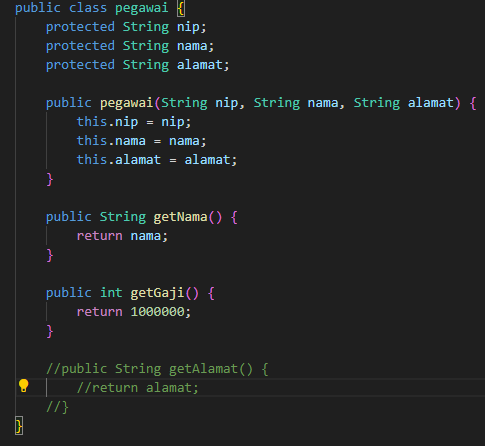 public class pegawai {
    protected String nip;
    protected String nama;
    protected String alamat;

    public pegawai(String nip, String nama, String alamat) {
        this.nip = nip;
        this.nama = nama;
        this.alamat = alamat;
    }

    public String getNama() {
        return nama;
    }

    public int getGaji() {
        return 1000000;
    }

    //public String getAlamat() {
        //return alamat;
    //}
}